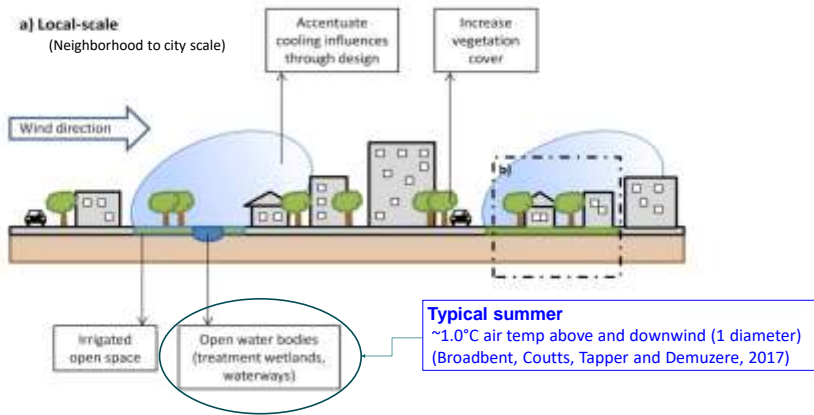 a) Local-scale
(Neighborhood to city scale)
Accentuate
cooling influences
through design
Increase
vegetation
cover
Wind direction
b)
Irrigated
open space
Open water bodies
(treatment wetlands,
waterways)
Typical summer
~1.0°C air temp above and downwind (1 diameter)
(Broadbent, Coutts, Tapper and Demuzere, 2017)